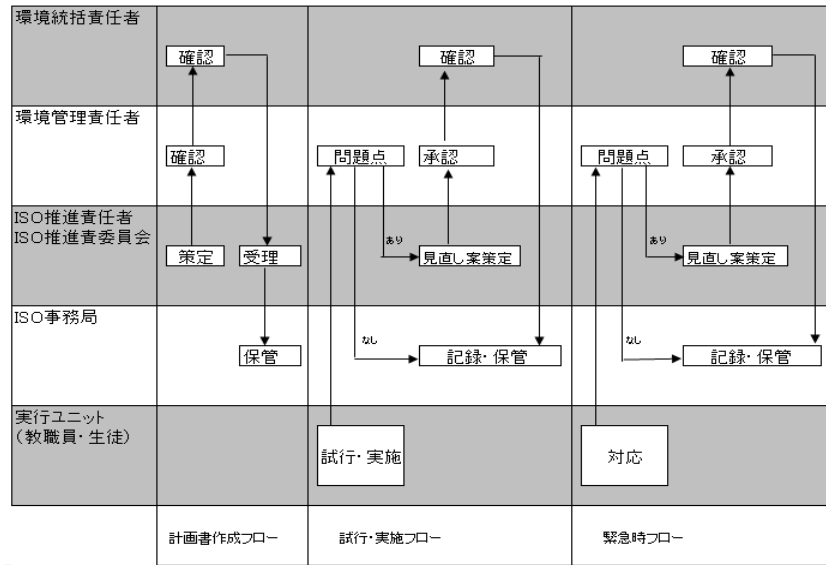 環境統括責任者
確認
確認
確認
環境管理責任者
確認
問題点
承認
問題点
承認
ISO推進責任者
ISO推進責委員会
策定
受理
あり
見直し案策定
あり
見直し案策定
ISO事務局
保管
なし
記録・保管
なし
記録・保管
実行ユニット
（教職員・生徒）
試行・実施
対応
計画書作成フロー
試行・実施フロー
緊急時フロー